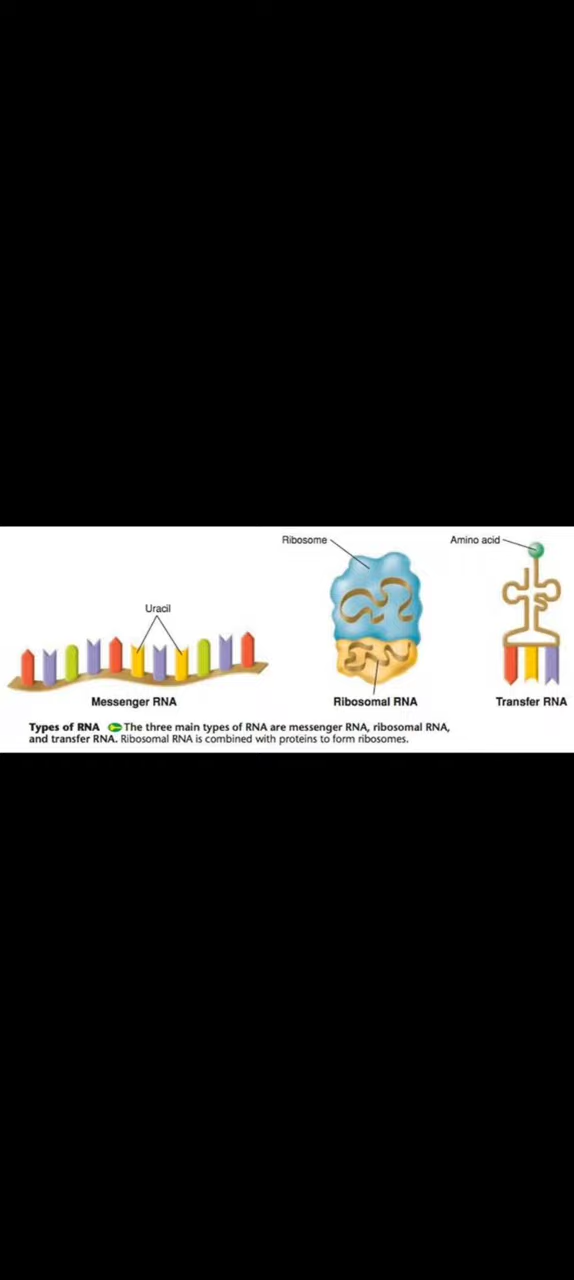 Ribosome
Amino acid
Uracil
Messenger RNA
Ribosomal RNA
Transfer RNA
Types of RNA The three main types of RNA are messenger RNA, ribosomal RNA,
and transfer RNA. Ribosomal RNA is combined with proteins to form ribosomes.